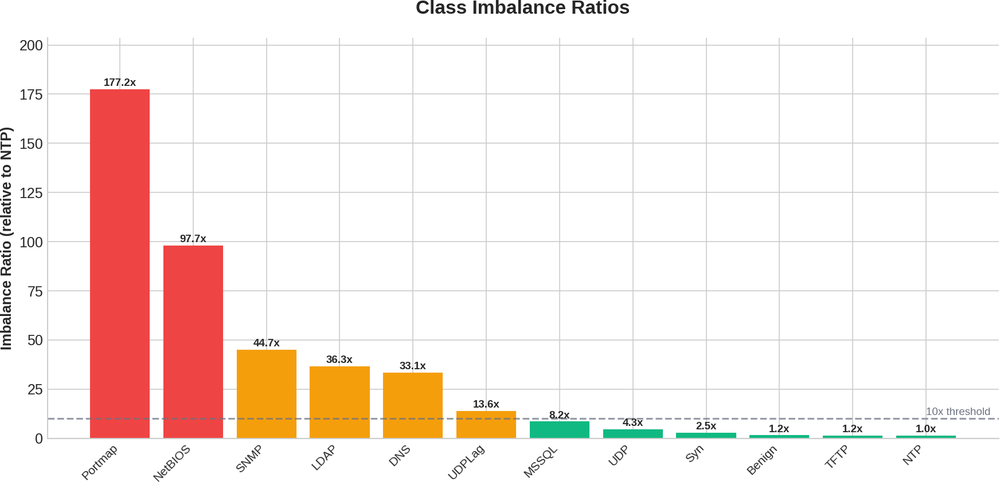 Class Imbalance Ratios
Imbalance Ratio (relative to NTP)
200
175
150
125
100
75
50
25
0
177.2x
97.7x
44.7x
36.3x
33.1x
13.6x
8.2x
4.3x
2.5x
1.2x
1.2x
1.0x
10x threshold
Portmap
NetBIOS
SNMP
LDAP
DNS
UDPLag
MSSQL
UDP
Syn
Benign
TFTP
NTP